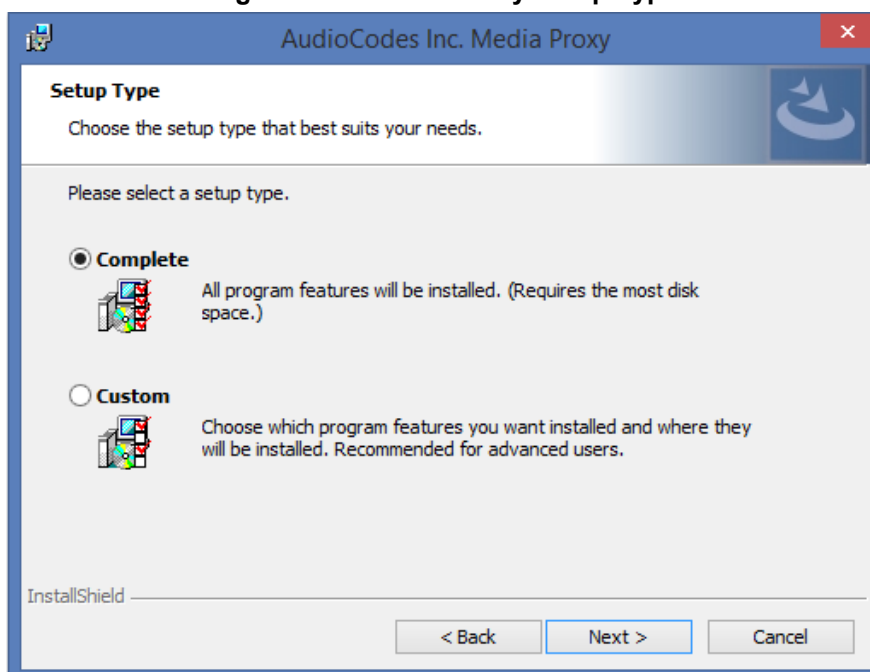 AudioCodes Inc. Media Proxy
Setup Type
Choose the setup type that best suits your needs.
Please select a setup type.
Complete
All program features will be installed. (Requires the most disk
space.)
Custom
Choose which program features you want installed and where they
will be installed. Recommended for advanced users.
InstallShield
< Back
Next >
Cancel